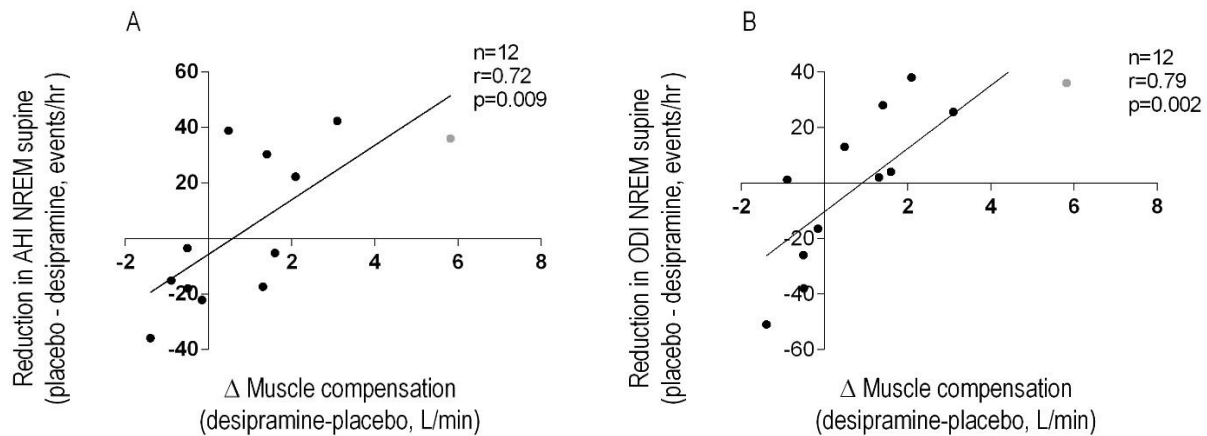 A
n=12
r=0.72
p=0.009
Reduction in AHI NREM supine
(placebo - desipramine, events/hr )
60
40
20
-20
-40
-2
2
4
6
8
Δ Muscle compensation
(desipramine-placebo, L/min)
B
n=12
r=0.79
p=0.002
Reduction in ODI NREM supine
(placebo - desipramine, events/hr )
40
20
-20
-40
-60
-2
2
4
6
8
Δ Muscle compensation
(desipramine-placebo, L/min)